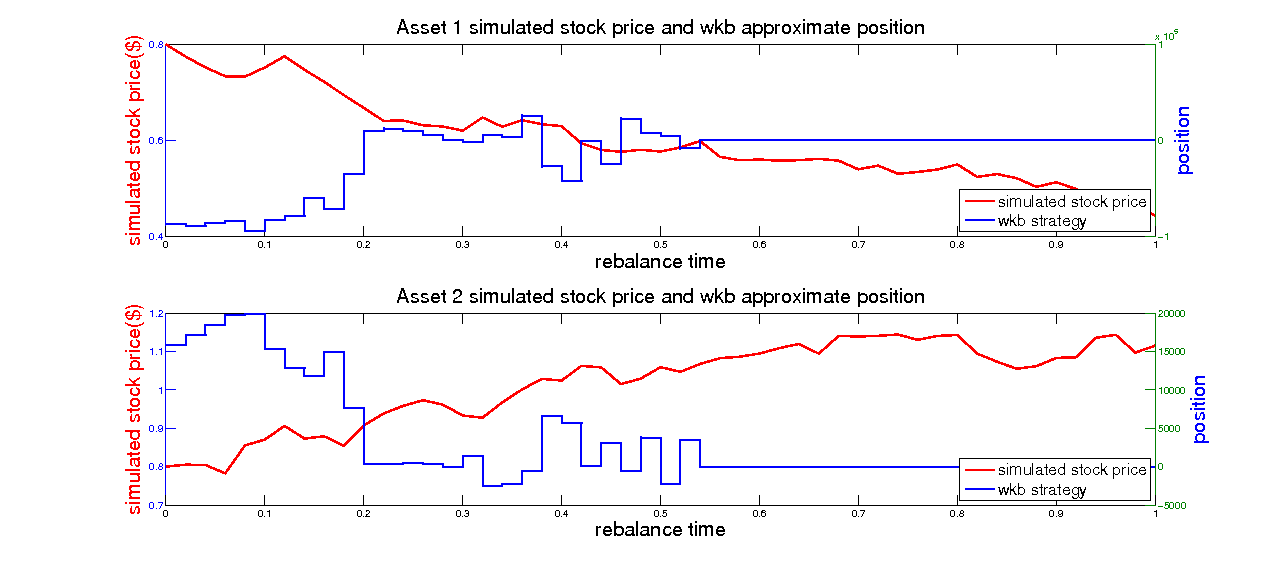 Asset 1 simulated stock price and wkb approximate position
simulated stock price($)
0.8
0.6
0.4
x 10^5
1
0
-1
position
simulated stock price
wkb strategy
0 0.1 0.2 0.3 0.4 0.5 0.6 0.7 0.8 0.9 1
rebalance time
Asset 2 simulated stock price and wkb approximate position
simulated stock price($)
1.2
1.1
1
0.9
0.8
0.7
20000
15000
10000
5000
0
-5000
position
simulated stock price
wkb strategy
0 0.1 0.2 0.3 0.4 0.5 0.6 0.7 0.8 0.9 1
rebalance time